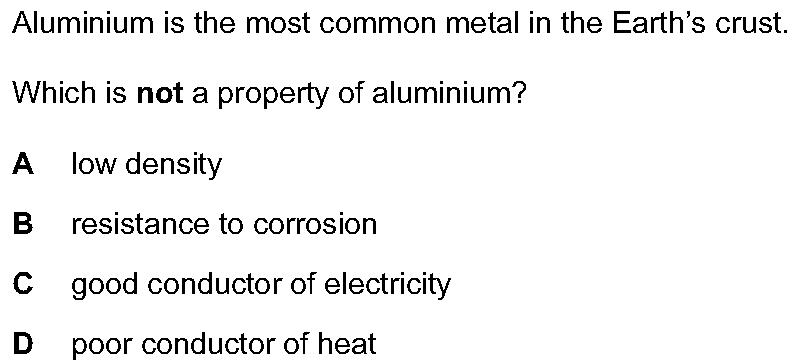 Aluminium is the most common metal in the Earth's crust.
Which is not a property of aluminium?
A low density
B resistance to corrosion
C good conductor of electricity
D poor conductor of heat